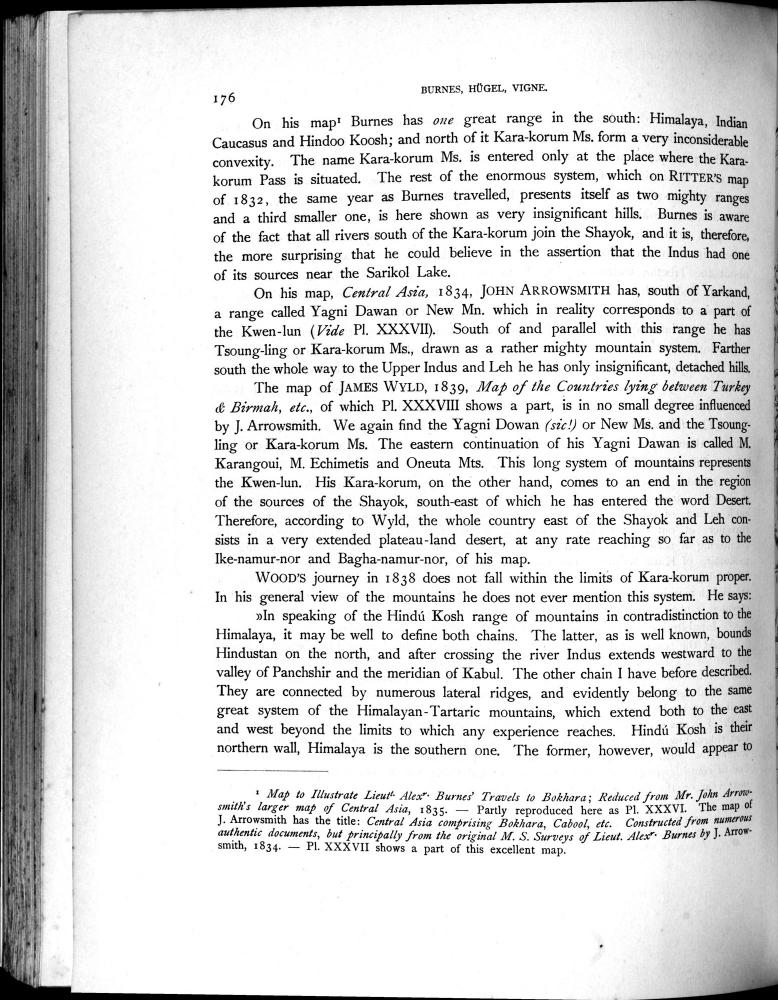 176
BURNES, HÜGEL, VIGNE.
On his map¹ Burnes has one great range in the south: Himalaya, Indian
Caucasus and Hindoo Koosh; and north of it Kara-korum Ms. form a very inconsiderable
convexity. The name Kara-korum Ms. is entered only at the place where the Kara-
korum Pass is situated. The rest of the enormous system, which on RITTER'S map
of 1832, the same year as Burnes travelled, presents itself as two mighty ranges
and a third smaller one, is here shown as very insignificant hills. Burnes is aware
of the fact that all rivers south of the Kara-korum join the Shayok, and it is, therefore,
the more surprising that he could believe in the assertion that the Indus had one
of its sources near the Sarikol Lake.
On his map, Central Asia, 1834, JOHN ARROWSMITH has, south of Yarkand,
a range called Yagni Dawan or New Mn. which in reality corresponds to a part of
the Kwen-lun (Vide Pl. XXXVII). South of and parallel with this range he has
Tsoung-ling or Kara-korum Ms., drawn as a rather mighty mountain system. Farther
south the whole way to the Upper Indus and Leh he has only insignificant, detached hills.
The map of JAMES WYLD, 1839, Map of the Countries lying between Turkey
& Birmah, etc., of which Pl. XXXVIII shows a part, is in no small degree influenced
by J. Arrowsmith. We again find the Yagni Dowan (sic!) or New Ms. and the Tsoung-
ling or Kara-korum Ms. The eastern continuation of his Yagni Dawan is called M.
Karangoui, M. Echimetis and Oneuta Mts. This long system of mountains represents
the Kwen-lun. His Kara-korum, on the other hand, comes to an end in the region
of the sources of the Shayok, south-east of which he has entered the word Desert.
Therefore, according to Wyld, the whole country east of the Shayok and Leh con-
sists in a very extended plateau-land desert, at any rate reaching so far as to the
Ike-namur-nor and Bagha-namur-nor, of his map.
WOOD'S journey in 1838 does not fall within the limits of Kara-korum proper.
In his general view of the mountains he does not ever mention this system. He says:
»In speaking of the Hindú Kosh range of mountains in contradistinction to the
Himalaya, it may be well to define both chains. The latter, as is well known, bounds
Hindustan on the north, and after crossing the river Indus extends westward to the
valley of Panchshir and the meridian of Kabul. The other chain I have before described.
They are connected by numerous lateral ridges, and evidently belong to the same
great system of the Himalayan-Tartaric mountains, which extend both to the east
and west beyond the limits to which any experience reaches. Hindú Kosh is their
northern wall, Himalaya is the southern one. The former, however, would appear to
¹ Map to Illustrate Lieut. Alexr. Burnes' Travels to Bokhara; Reduced from Mr. John Arrow-
smith's larger map of Central Asia, 1835. — Partly reproduced here as Pl. XXXVI. The map of
J. Arrowsmith has the title: Central Asia comprising Bokhara, Cabool, etc. Constructed from numerous
authentic documents, but principally from the original M. S. Surveys of Lieut. Alexr. Burnes by J. Arrow-
smith, 1834. — Pl. XXXVII shows a part of this excellent map.